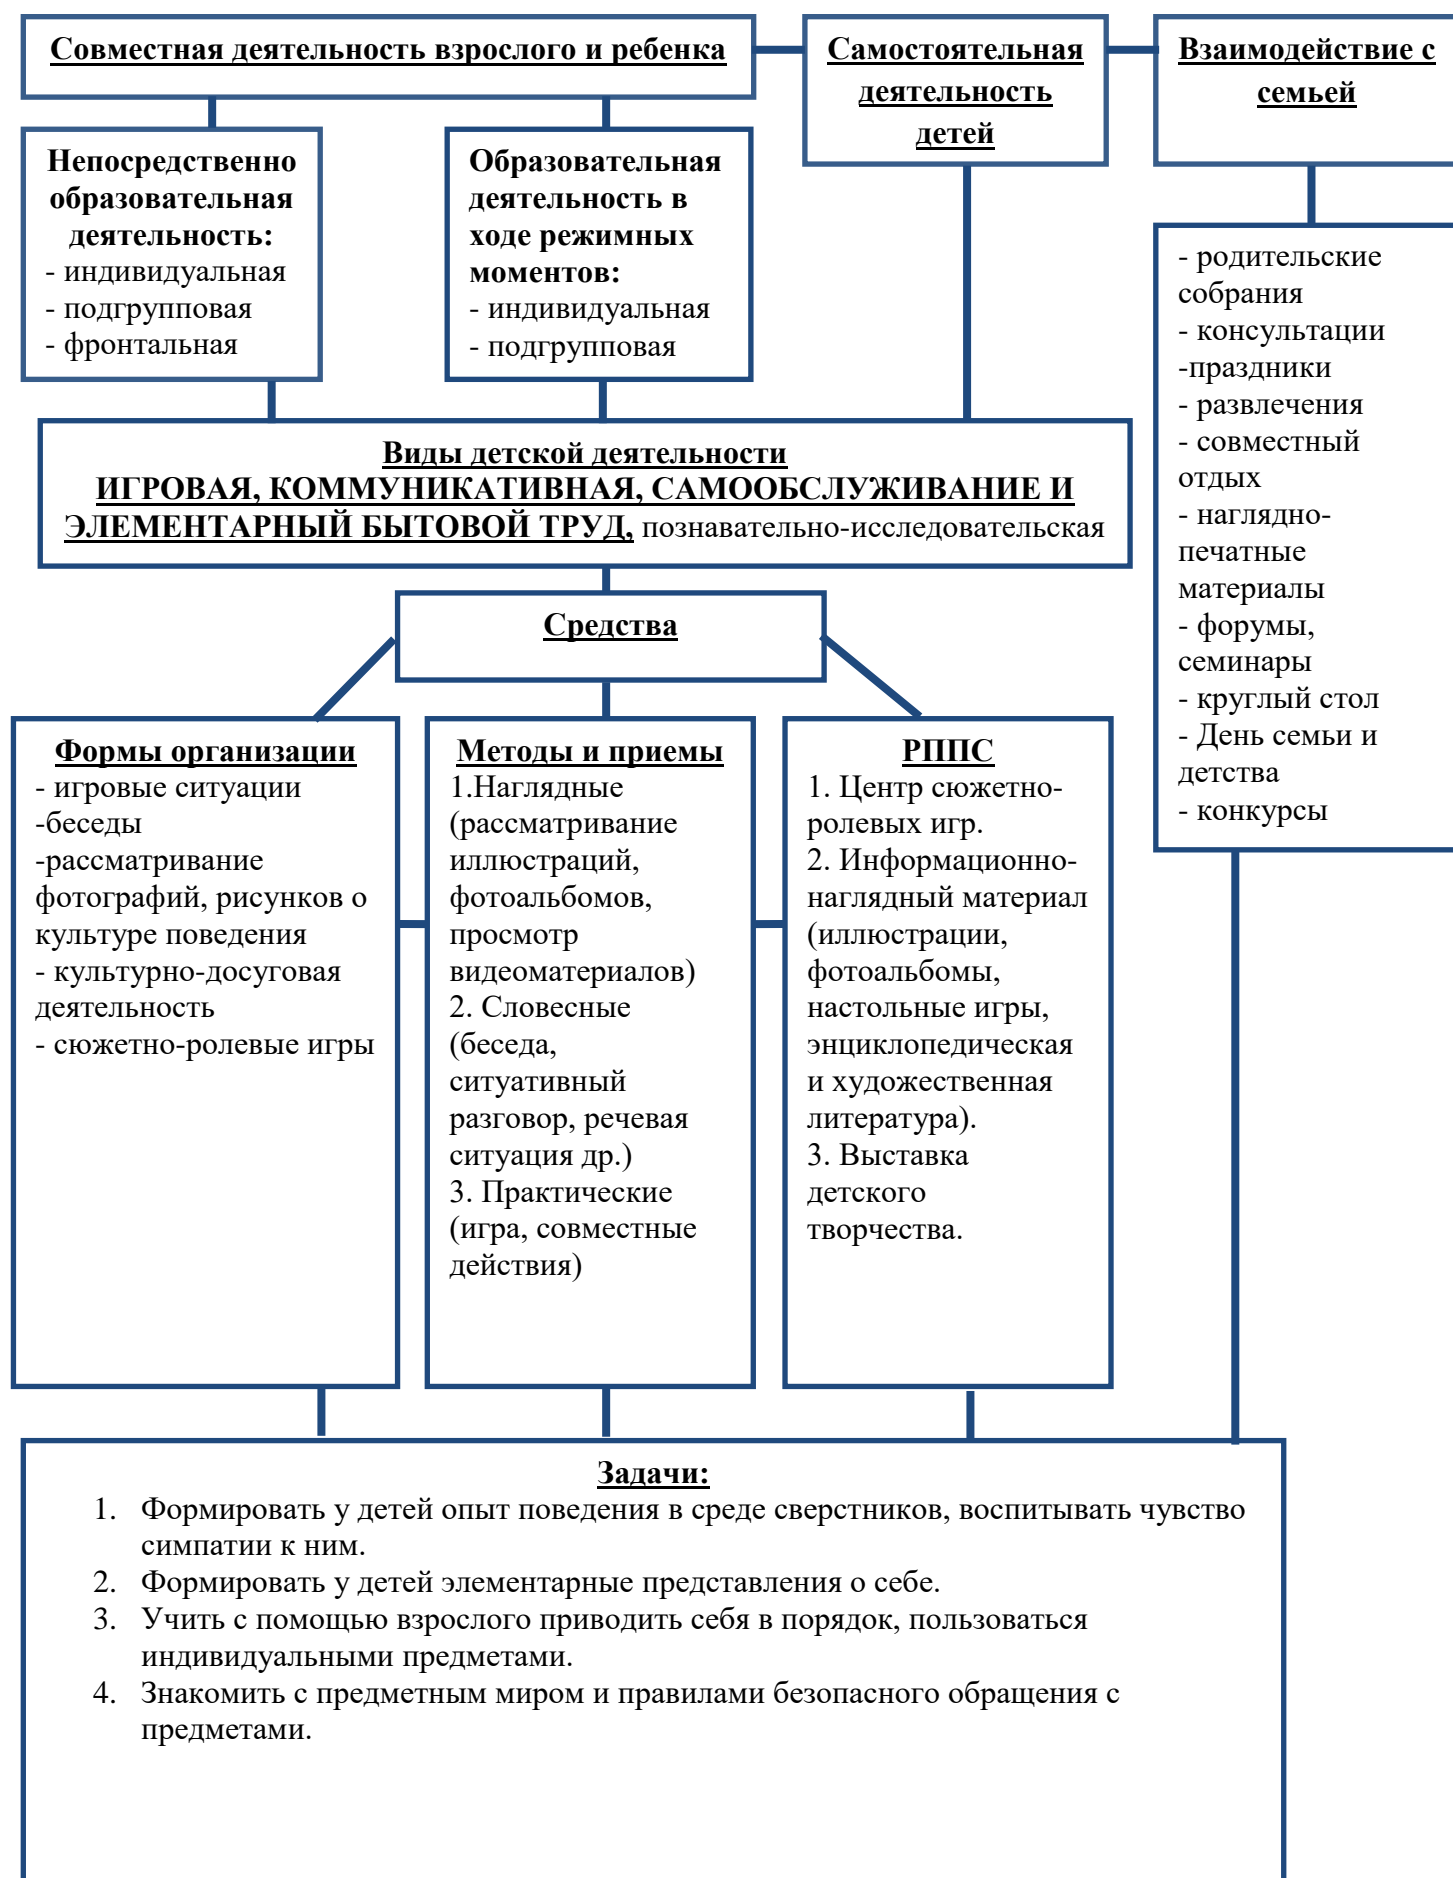 Совместная деятельность взрослого и ребенка
Самостоятельная
деятельность
детей
Взаимодействие с
семьей
Непосредственно
образовательная
деятельность:
- индивидуальная
- подгрупповая
- фронтальная
Образовательная
деятельность в
ходе режимных
моментов:
- индивидуальная
- подгрупповая
- родительские
собрания
- консультации
-праздники
- развлечения
- совместный
отдых
- наглядно-
печатные
материалы
- форумы,
семинары
- круглый стол
- День семьи и
детства
- конкурсы
Виды детской деятельности
ИГРОВАЯ, КОММУНИКАТИВНАЯ, САМООБСЛУЖИВАНИЕ И
ЭЛЕМЕНТАРНЫЙ БЫТОВОЙ ТРУД, познавательно-исследовательская
Средства
Формы организации
- игровые ситуации
-беседы
-рассматривание
фотографий, рисунков о
культуре поведения
- культурно-досуговая
деятельность
- сюжетно-ролевые игры
Методы и приемы
1.Наглядные
(рассматривание
иллюстраций,
фотоальбомов,
просмотр
видеоматериалов)
2. Словесные
(беседа,
ситуативный
разговор, речевая
ситуация др.)
3. Практические
(игра, совместные
действия)
РППС
1. Центр сюжетно-
ролевых игр.
2. Информационно-
наглядный материал
(иллюстрации,
фотоальбомы,
настольные игры,
энциклопедическая
и художественная
литература).
3. Выставка
детского
творчества.
Задачи:
1. Формировать у детей опыт поведения в среде сверстников, воспитывать чувство
симпатии к ним.
2. Формировать у детей элементарные представления о себе.
3. Учить с помощью взрослого приводить себя в порядок, пользоваться
индивидуальными предметами.
4. Знакомить с предметным миром и правилами безопасного обращения с
предметами.